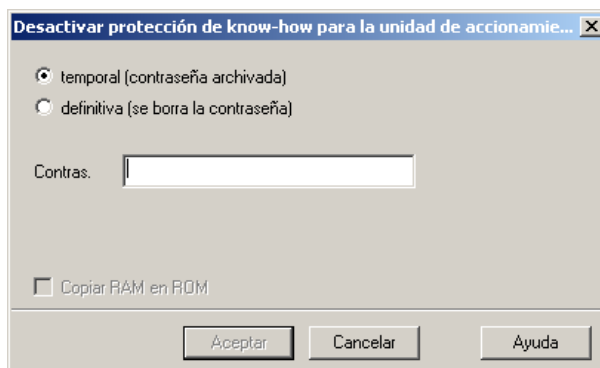 Desactivar protección de know-how para la unidad de accionamie...
temporal (contraseña archivada)
definitiva (se borra la contraseña)
Contras.
Copiar RAM en ROM
Aceptar Cancelar Ayuda